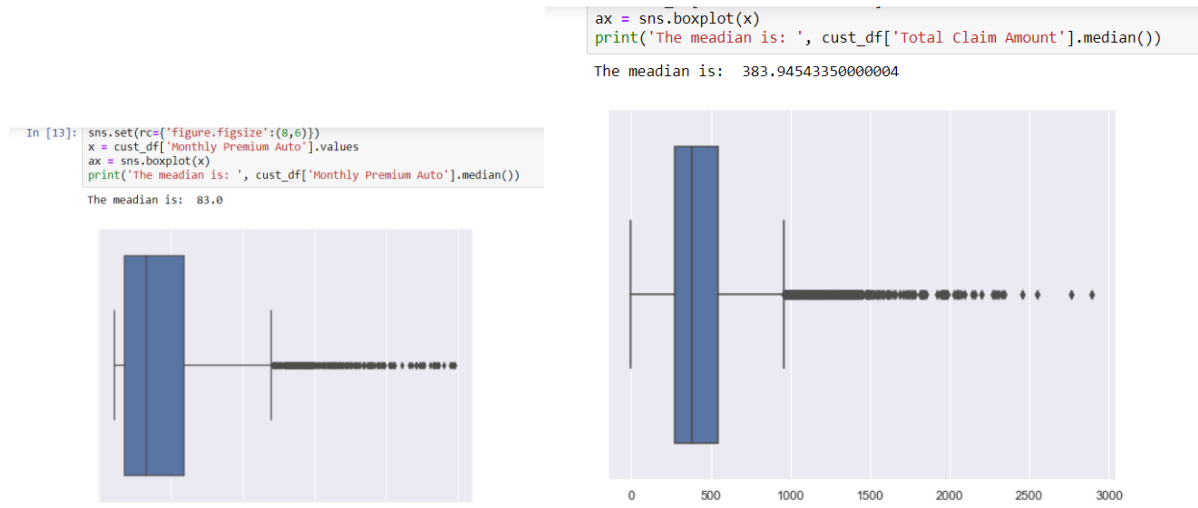 In [13]: sns.set(rc={'figure.figsize':(8,6)})
x = cust_df['Monthly Premium Auto'].values
ax = sns.boxplot(x)
print('The meadian is: ', cust_df['Monthly Premium Auto'].median())
The meadian is:  83.0
ax = sns.boxplot(x)
print('The meadian is: ', cust_df['Total Claim Amount'].median())
The meadian is:  383.94543350000004
0 500 1000 1500 2000 2500 3000